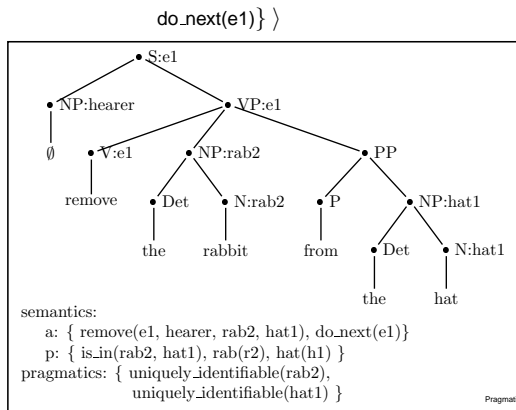 do_next(e1)} ⟩
S:e1
NP:hearer VP:e1
∅ V:e1 NP:rab2 PP
remove Det N:rab2 P NP:hat1
the rabbit from Det N:hat1
the hat
semantics:
a: { remove(e1, hearer, rab2, hat1), do_next(e1)}
p: { is_in(rab2, hat1), rab(r2), hat(h1) }
pragmatics: { uniquely_identifiable(rab2),
uniquely_identifiable(hat1) }
Pragmati